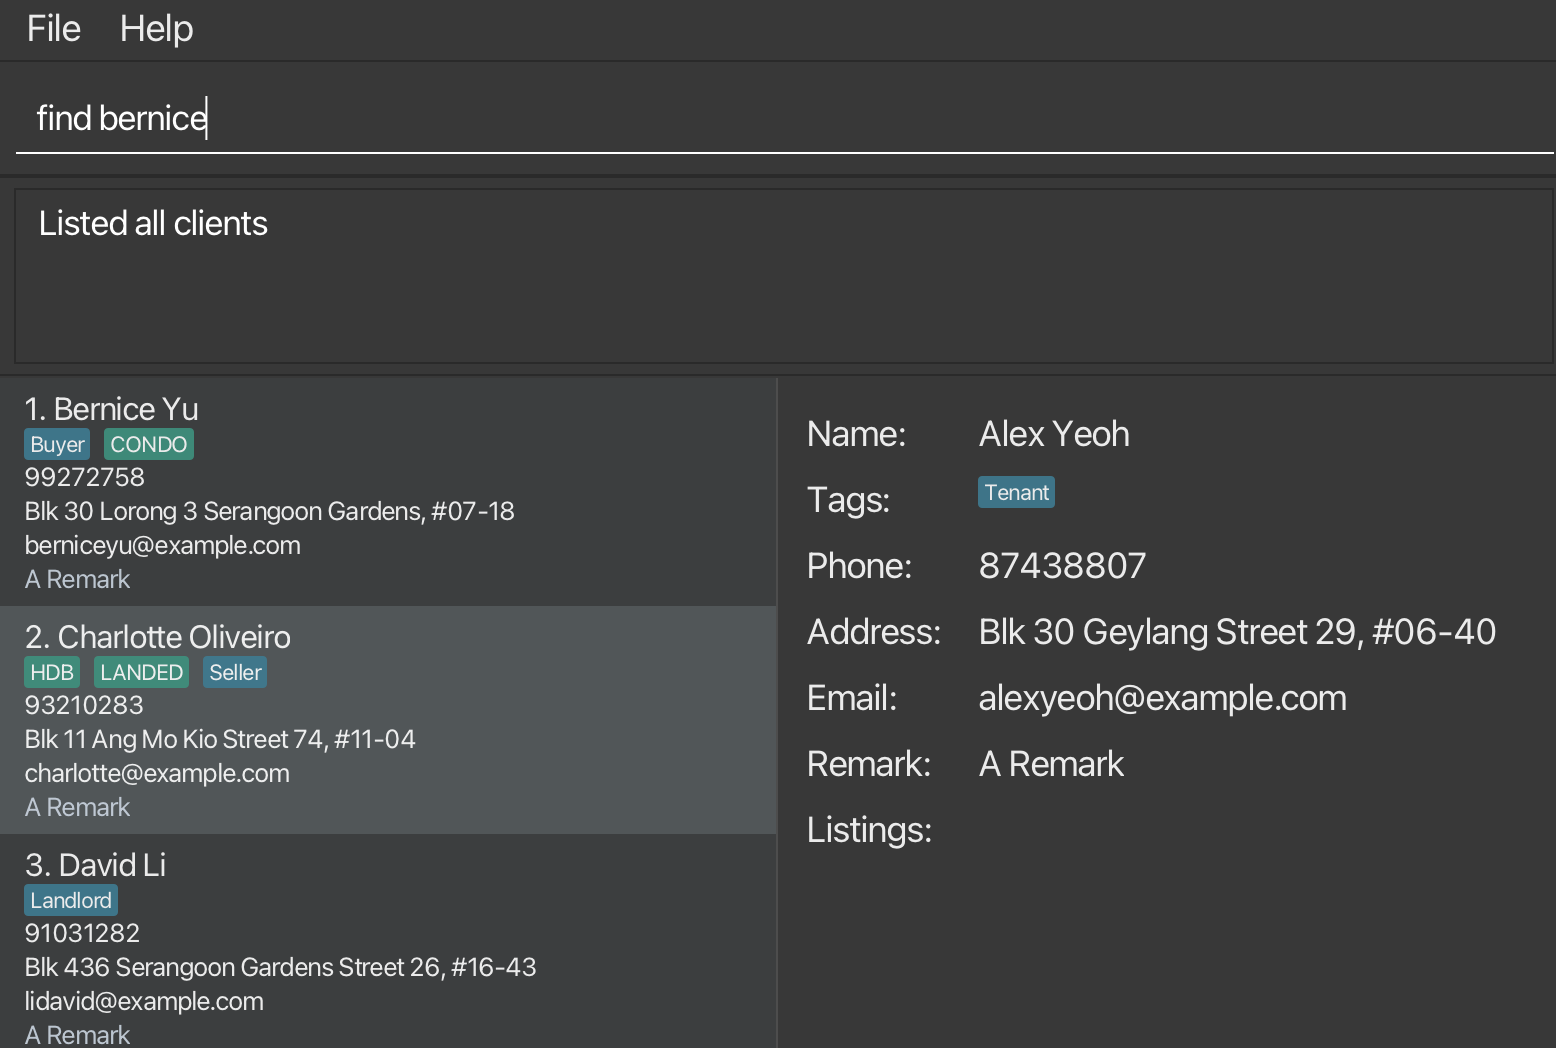 File Help
find bernice
Listed all clients
1. Bernice Yu
Buyer CONDO
99272758
Blk 30 Lorong 3 Serangoon Gardens, #07-18
berniceyu@example.com
A Remark
2. Charlotte Oliveiro
HDB LANDED Seller
93210283
Blk 11 Ang Mo Kio Street 74, #11-04
charlotte@example.com
A Remark
3. David Li
Landlord
91031282
Blk 436 Serangoon Gardens Street 26, #16-43
lidavid@example.com
A Remark
Name: Alex Yeoh
Tags: Tenant
Phone: 87438807
Address: Blk 30 Geylang Street 29, #06-40
Email: alexyeoh@example.com
Remark: A Remark
Listings: